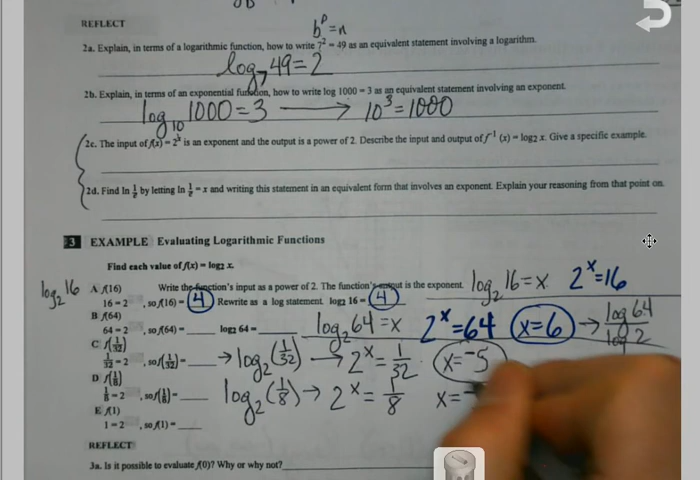 REFLECT
b^p = n
2a. Explain, in terms of a logarithmic function, how to write 7² = 49 as an equivalent statement involving a logarithm.
log₇ 49 = 2
2b. Explain, in terms of an exponential function, how to write log 1000 = 3 as an equivalent statement involving an exponent.
log₁₀ 1000 = 3 → 10³ = 1000
2c. The input of f(x) = 2ˣ is an exponent and the output is a power of 2. Describe the input and output of f⁻¹(x) = log₂ x. Give a specific example.
2d. Find ln 1/e by letting ln 1/e = x and writing this statement in an equivalent form that involves an exponent. Explain your reasoning from that point on.
3 EXAMPLE Evaluating Logarithmic Functions
Find each value of f(x) = log₂ x.
log₂ 16 A f(16) Write the function's input as a power of 2. The function's output is the exponent. log₂ 16 = x 2ˣ = 16
16 = 2 , so f(16) = 4 Rewrite as a log statement. log₂ 16 = 4
B f(64)
64 = 2 , so f(64) = ____ log₂ 64 = ____ log₂ 64 = x 2ˣ = 64 x = 6 → log 64 / log 2
C f(1/32)
1/32 = 2 , so f(1/32) = ____ → log₂(1/32) → 2ˣ = 1/32 x = -5
D f(1/8)
1/8 = 2 , so f(1/8) = ____ log₂(1/8) → 2ˣ = 1/8 x = -
E f(1)
1 = 2 , so f(1) = ____
REFLECT
3a. Is it possible to evaluate f(0)? Why or why not?